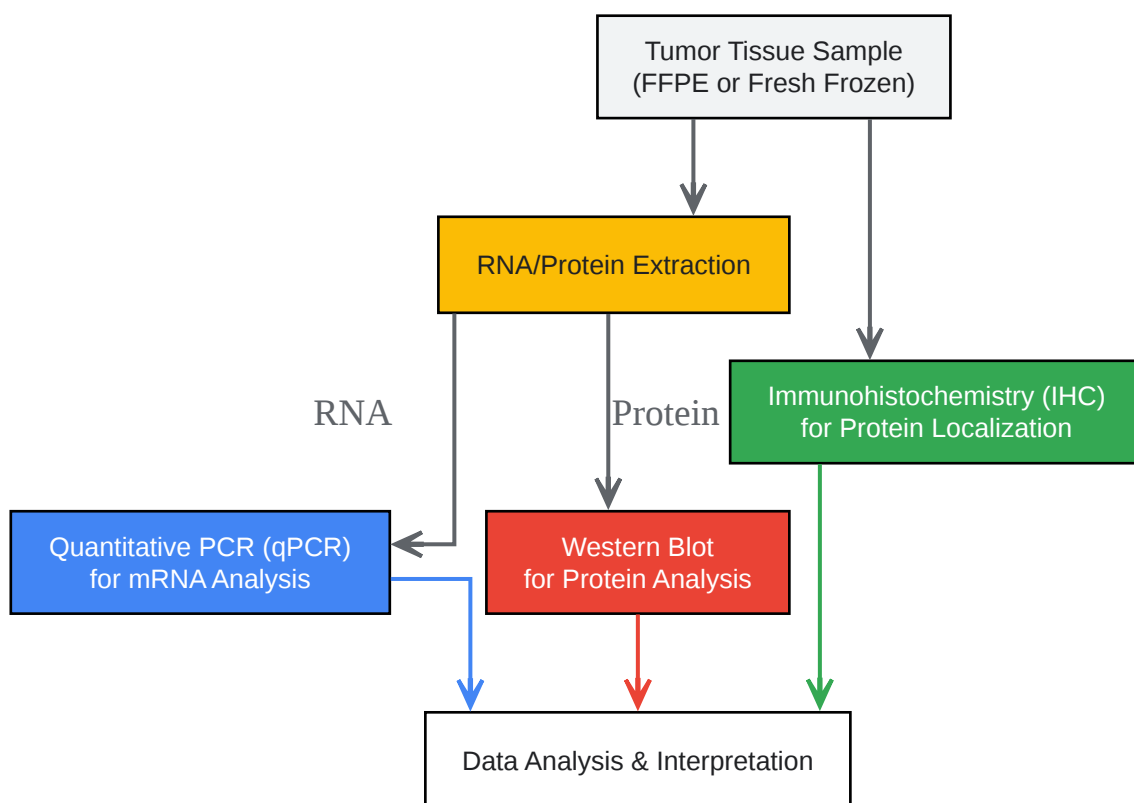 Tumor Tissue Sample
(FFPE or Fresh Frozen)
RNA/Protein Extraction
RNA
Protein
Immunohistochemistry (IHC)
for Protein Localization
Quantitative PCR (qPCR)
for mRNA Analysis
Western Blot
for Protein Analysis
Data Analysis & Interpretation